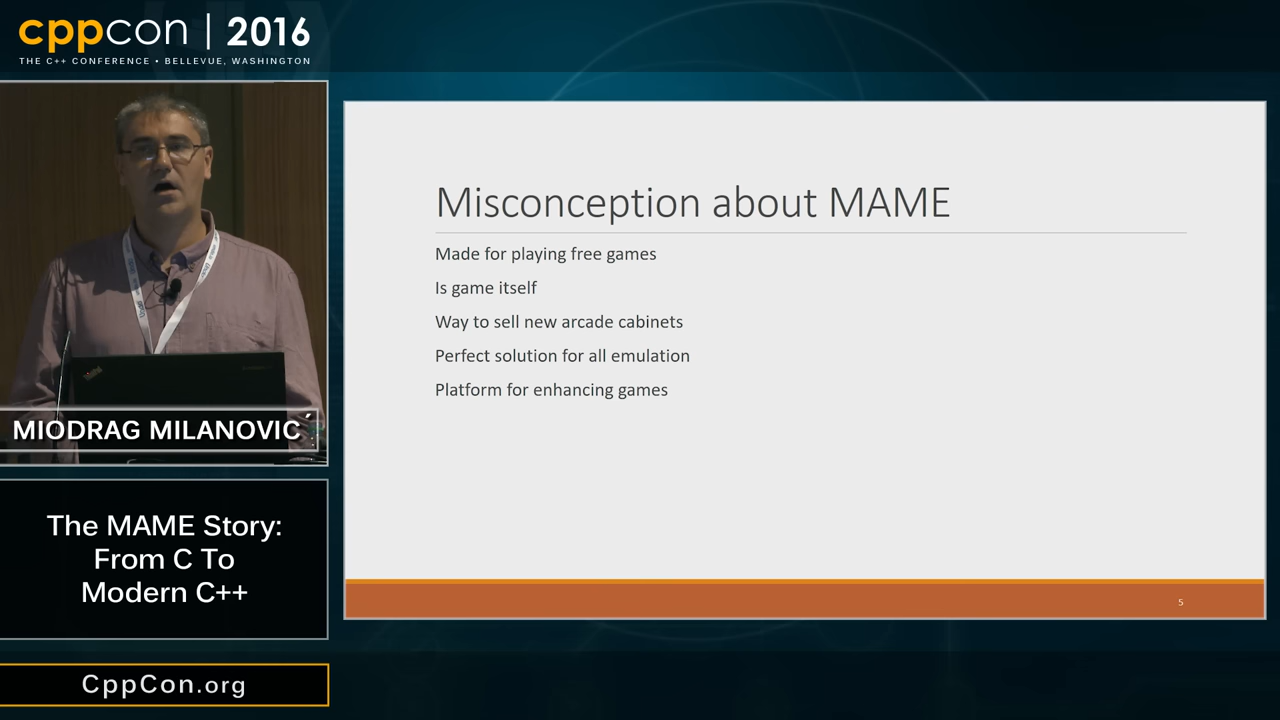 cppcon | 2016
THE C++ CONFERENCE • BELLEVUE, WASHINGTON
MIODRAG MILANOVIC´
The MAME Story:
From C To
Modern C++
CppCon.org
Misconception about MAME
Made for playing free games
Is game itself
Way to sell new arcade cabinets
Perfect solution for all emulation
Platform for enhancing games
5